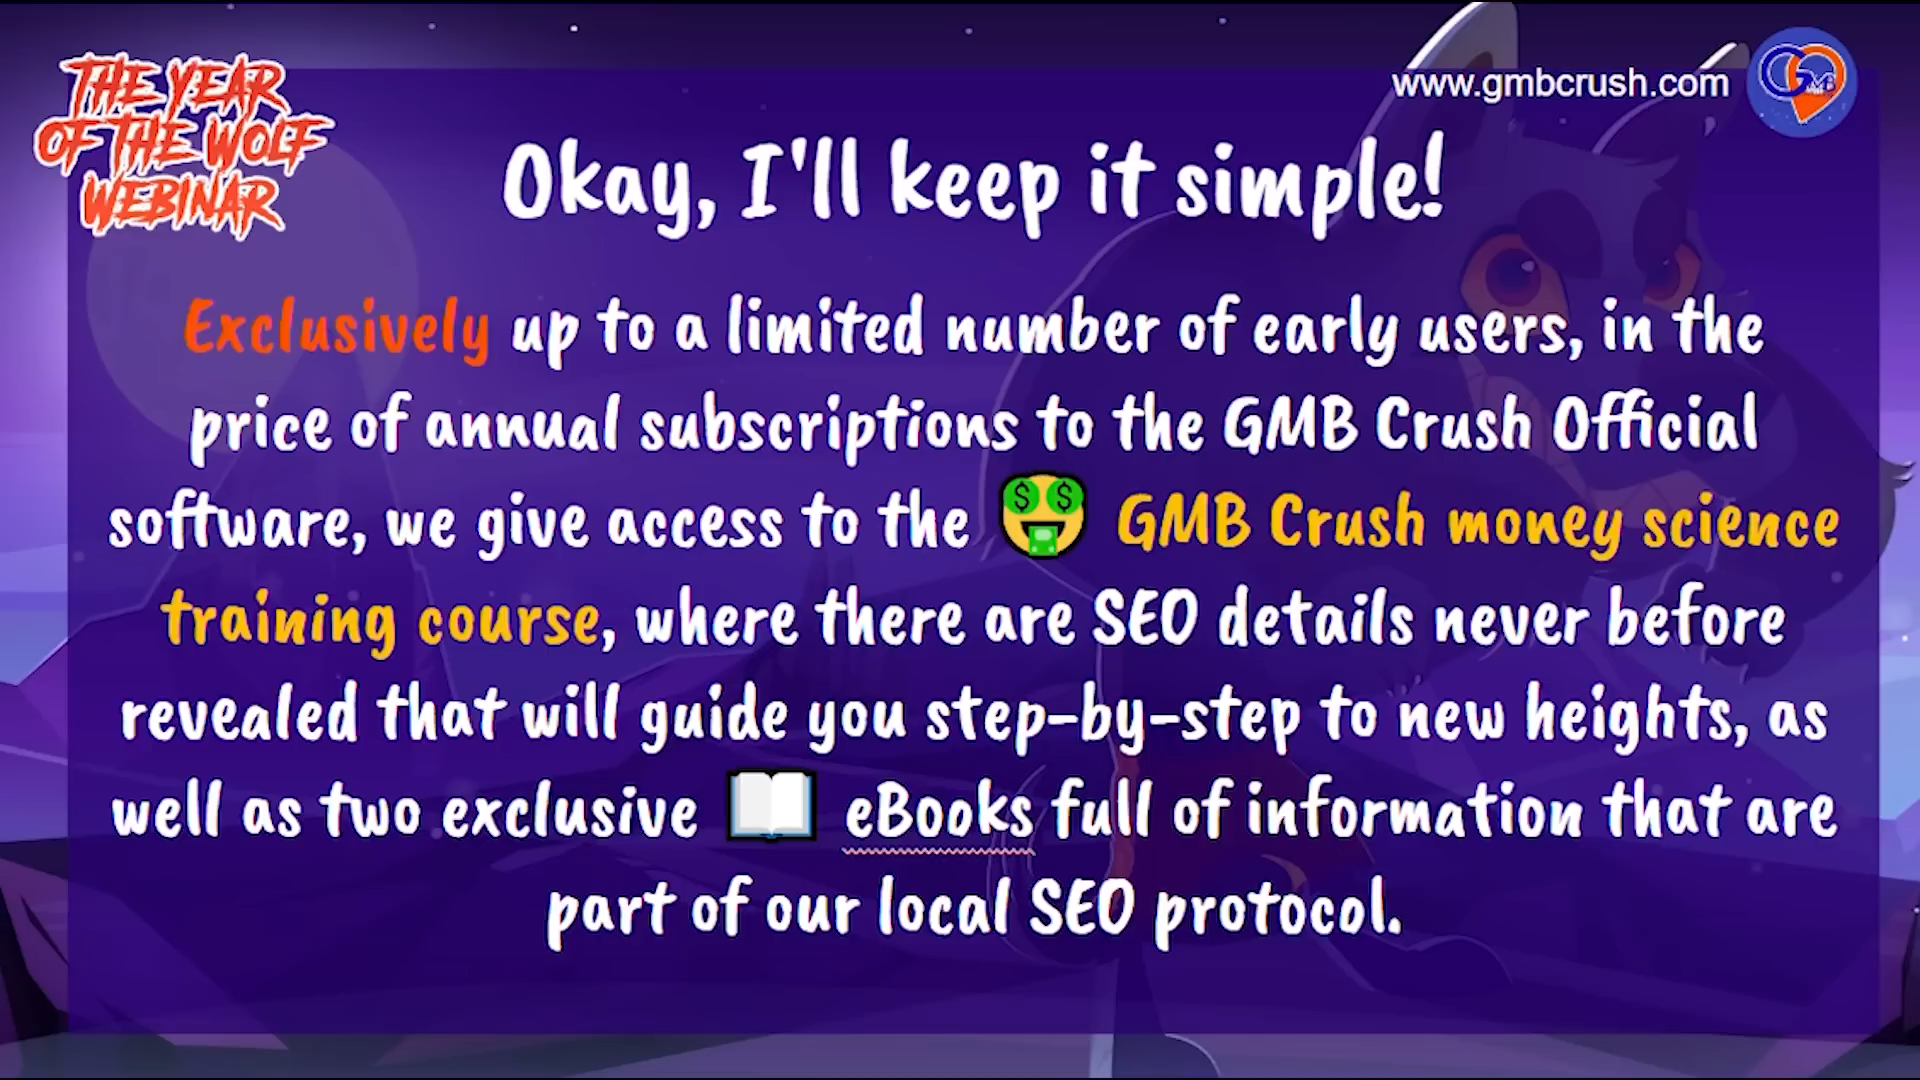 THE YEAR
OF THE WOLF
WEBINAR
www.gmbcrush.com
GMB
Okay, I'll keep it simple!
Exclusively up to a limited number of early users, in the
price of annual subscriptions to the GMB Crush Official
software, we give access to the 🤑 GMB Crush money science
training course, where there are SEO details never before
revealed that will guide you step-by-step to new heights, as
well as two exclusive 📖 eBooks full of information that are
part of our local SEO protocol.